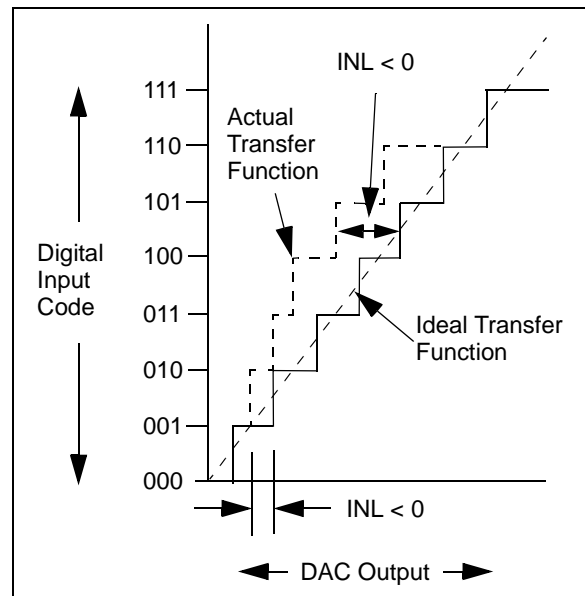 INL < 0
111
Actual
Transfer
Function
110
101
Digital
Input
Code
100
011
Ideal Transfer
Function
010
001
000
INL < 0
DAC Output